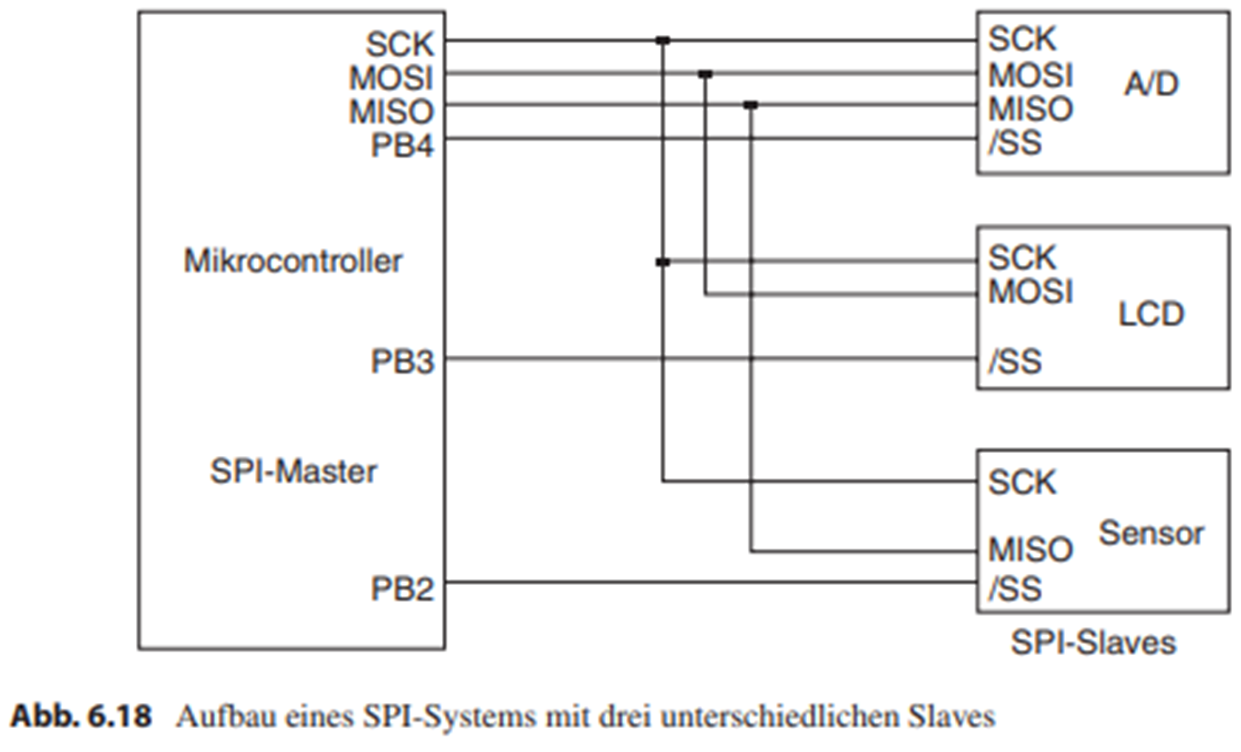 SCK
MOSI
MISO
PB4
Mikrocontroller
PB3
SPI-Master
PB2
SCK
MOSI
MISO
/SS
A/D
SCK
MOSI
/SS
LCD
SCK
MISO
/SS
Sensor
SPI-Slaves
Abb. 6.18 Aufbau eines SPI-Systems mit drei unterschiedlichen Slaves